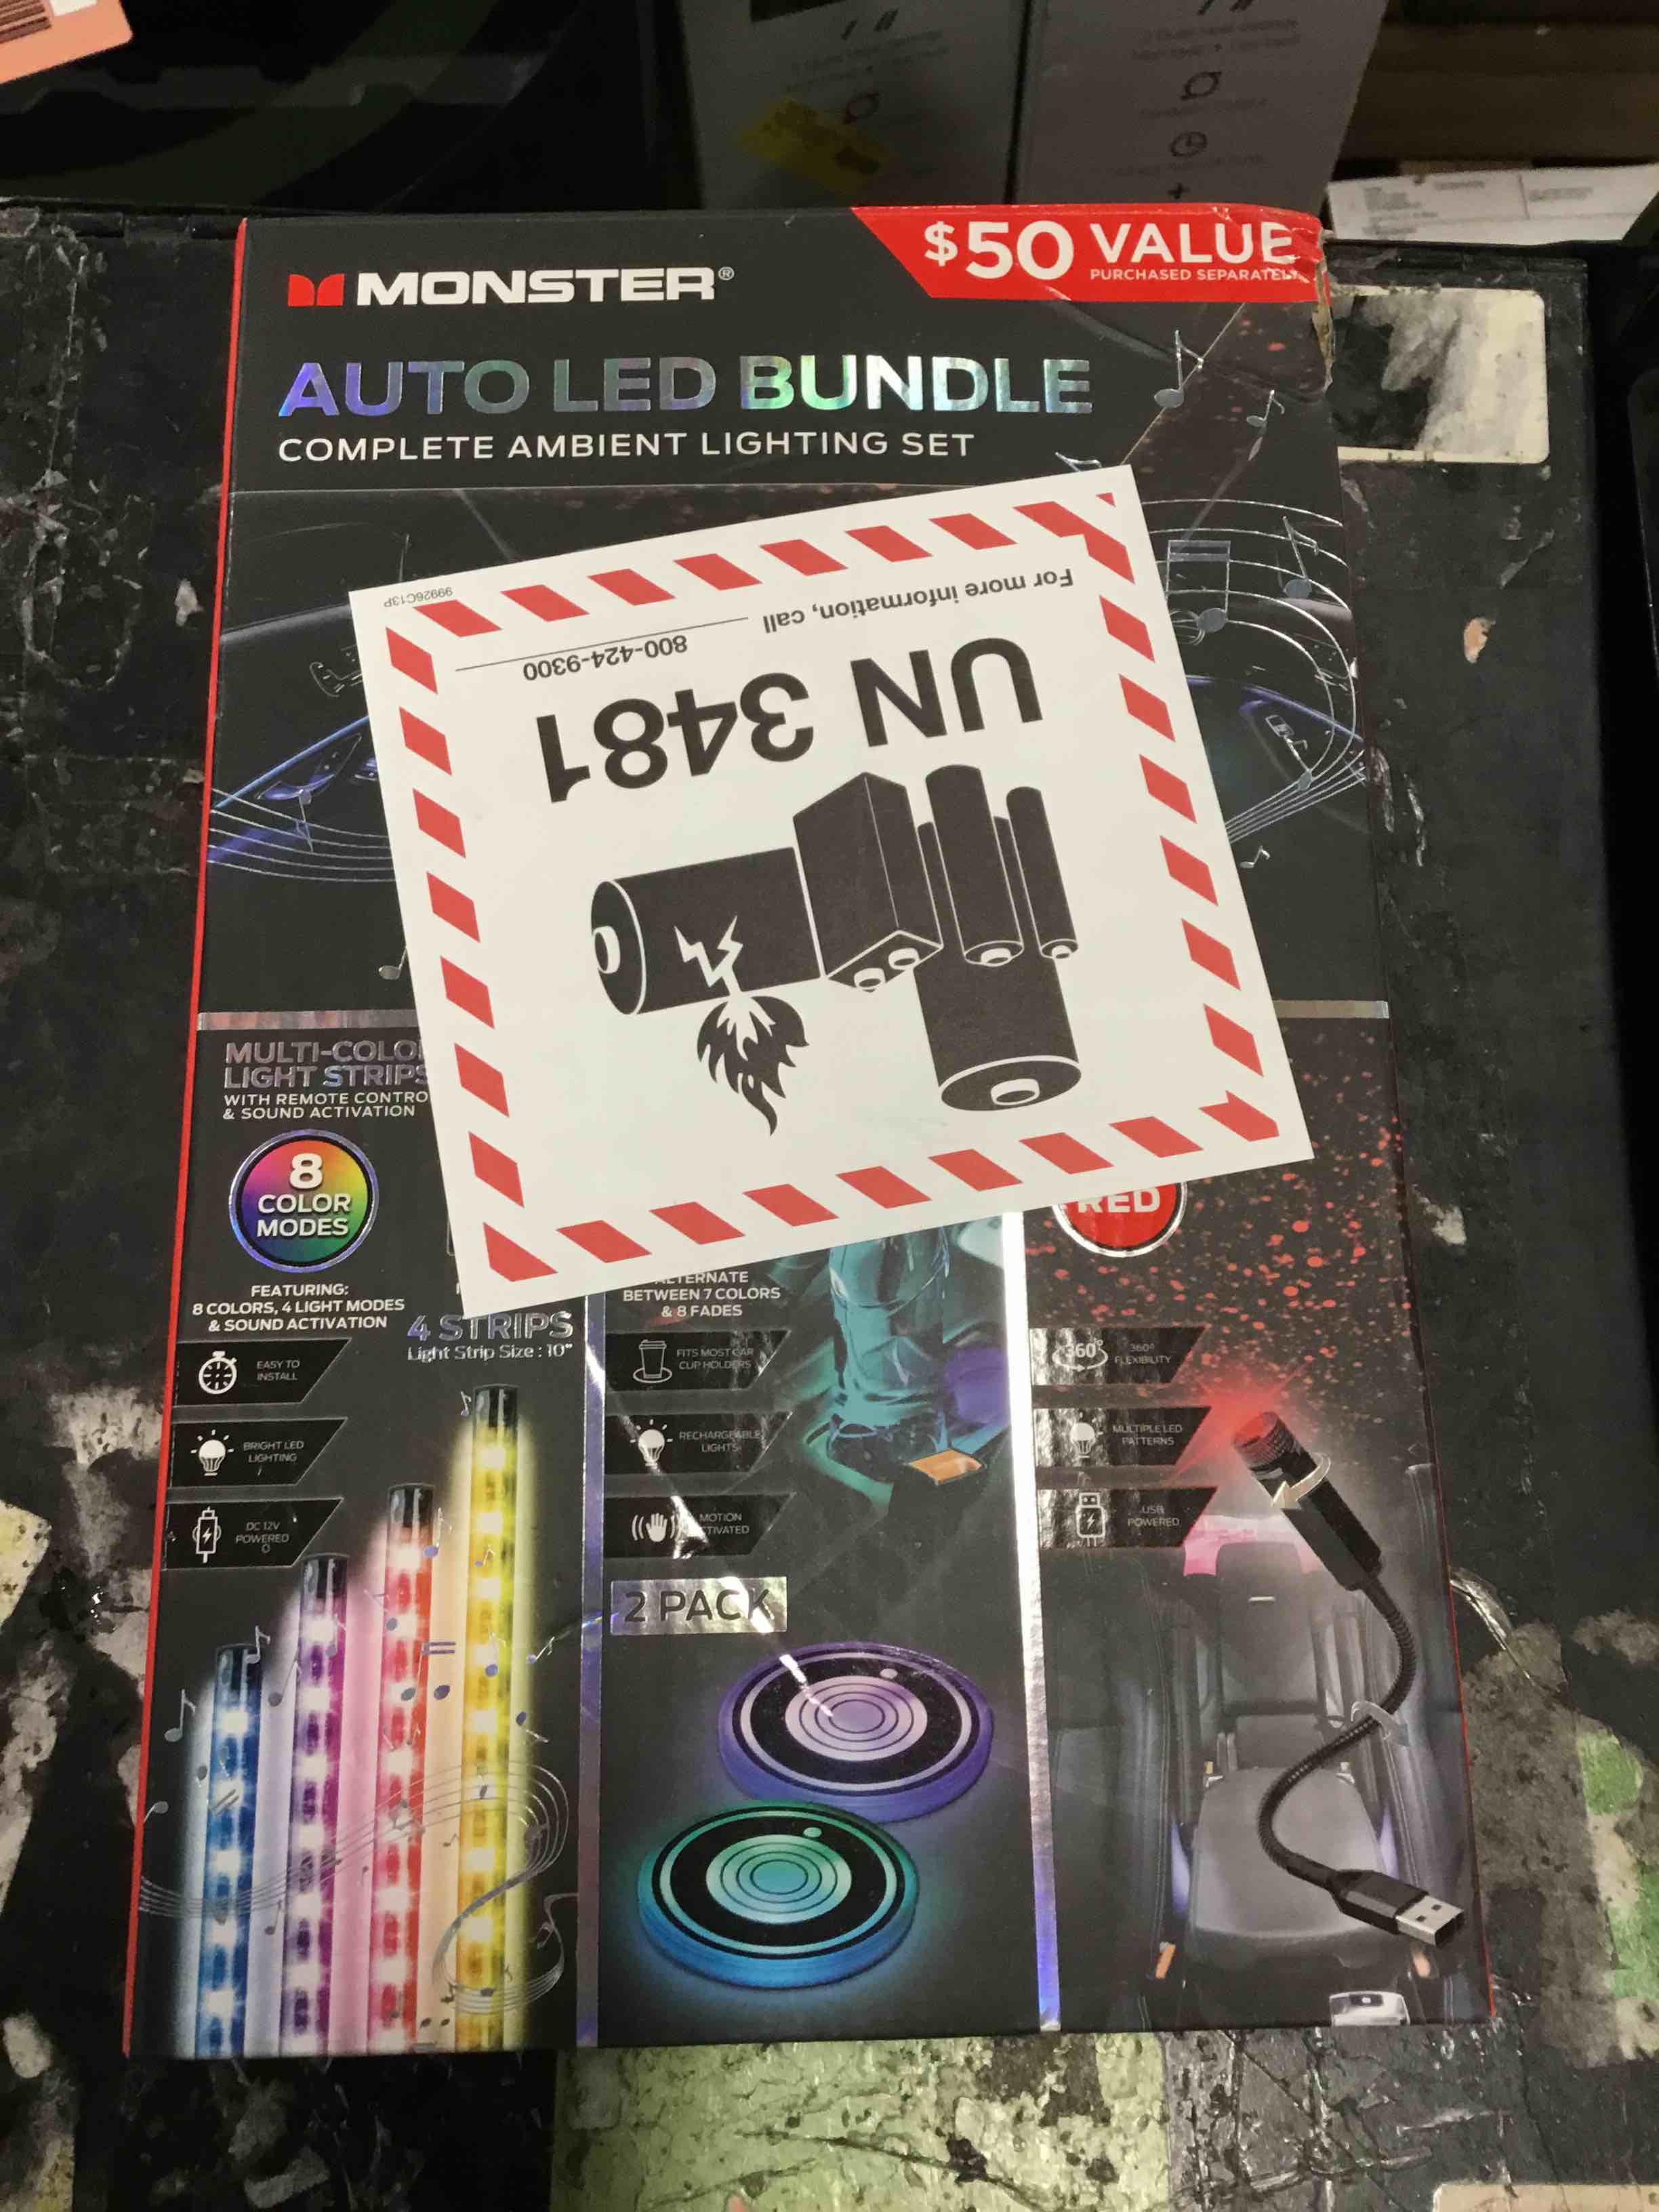 $50 VALUE
PURCHASED SEPARATELY
MONSTER®
AUTO LED BUNDLE
COMPLETE AMBIENT LIGHTING SET
99926C13P
For more information, call
800-424-9300
UN 3481
MULTI-COLO
LIGHT STRIPS
WITH REMOTE CONTRO
& SOUND ACTIVATION
8
COLOR
MODES
FEATURING:
8 COLORS, 4 LIGHT MODES
& SOUND ACTIVATION
4 STRIPS
Light Strip Size : 10"
EASY TO
INSTALL
BRIGHT LED
LIGHTING
DC 12V
POWERED
ALTERNATE
BETWEEN 7 COLORS
& 8 FADES
FITS MOST CAR
CUP HOLDERS
RECHARGEABLE
LIGHTS
MOTION
ACTIVATED
2 PACK
RED
360°
360°
FLEXIBILITY
MULTIPLE LED
PATTERNS
USB
POWERED